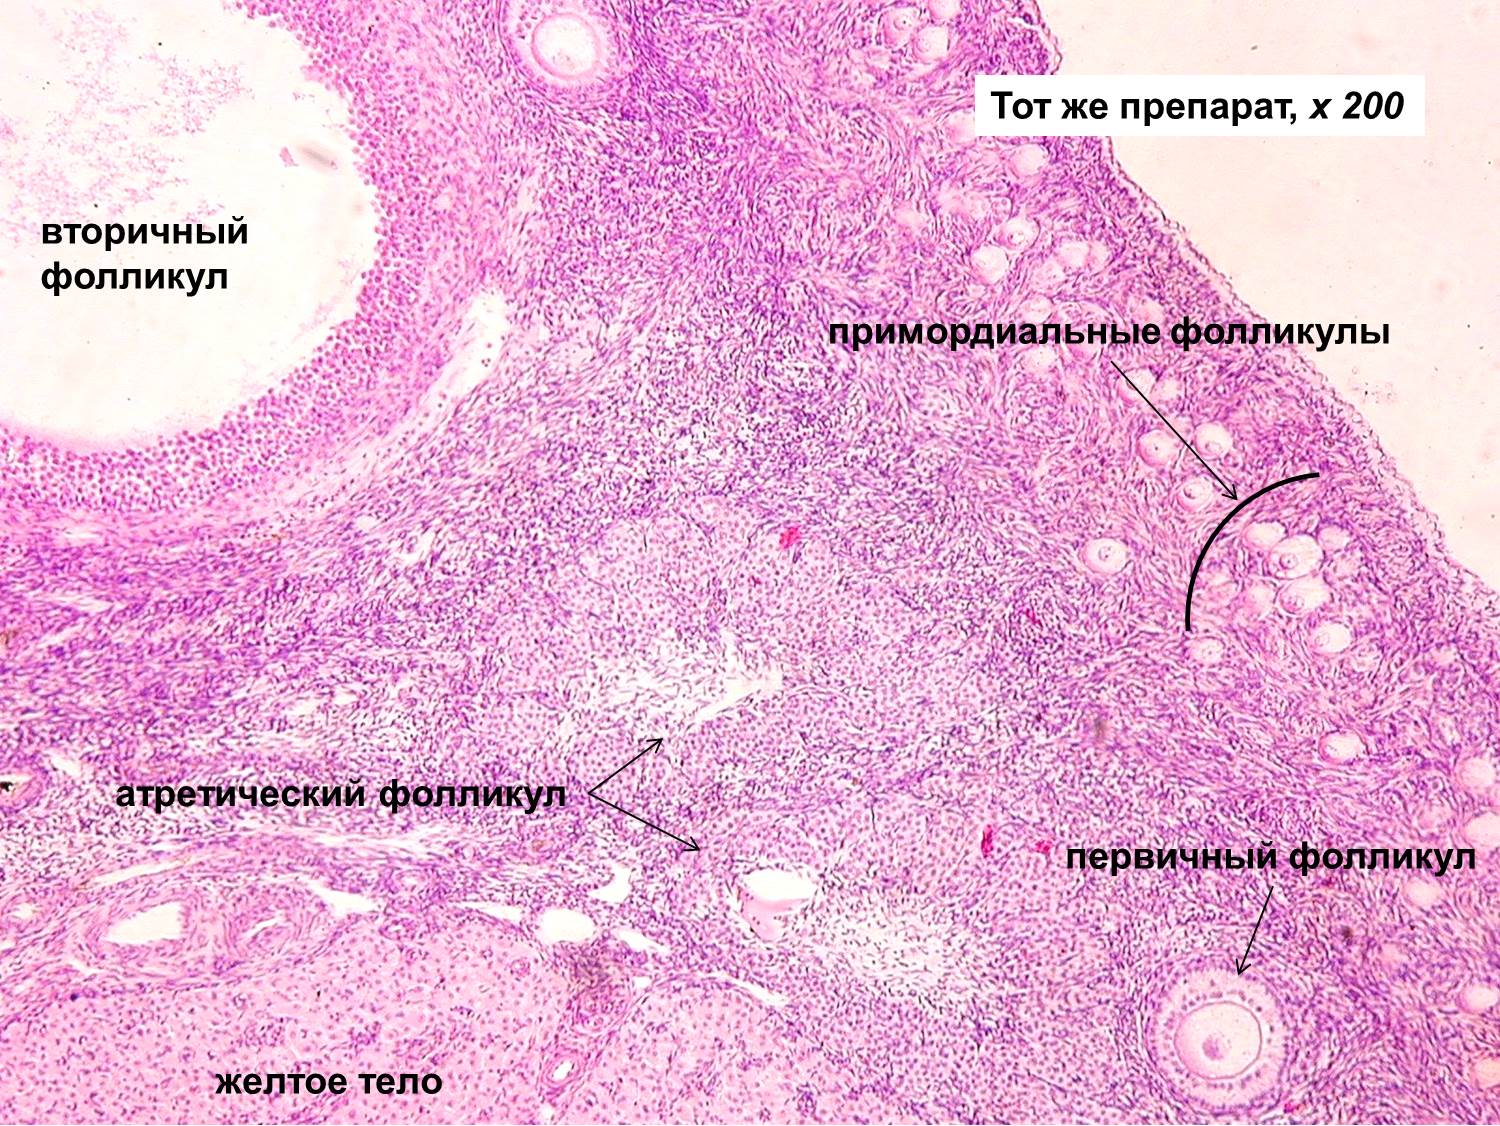 Тот же препарат, х 200
вторичный
фолликул
примордиальные фолликулы
атретический фолликул
первичный фолликул
желтое тело